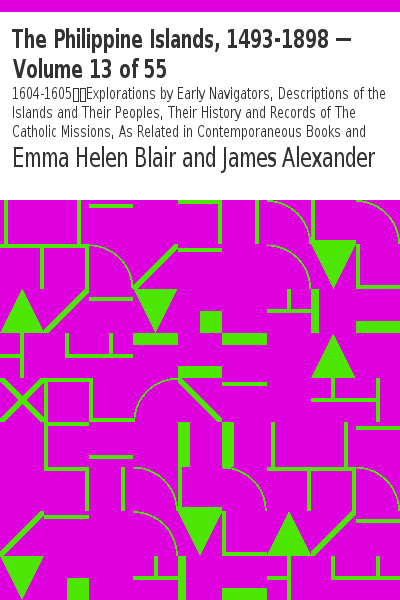 The Philippine Islands, 1493-1898 —
Volume 13 of 55
1604-1605▯▯Explorations by Early Navigators, Descriptions of the
Islands and Their Peoples, Their History and Records of The
Catholic Missions, As Related in Contemporaneous Books and
Emma Helen Blair and James Alexander